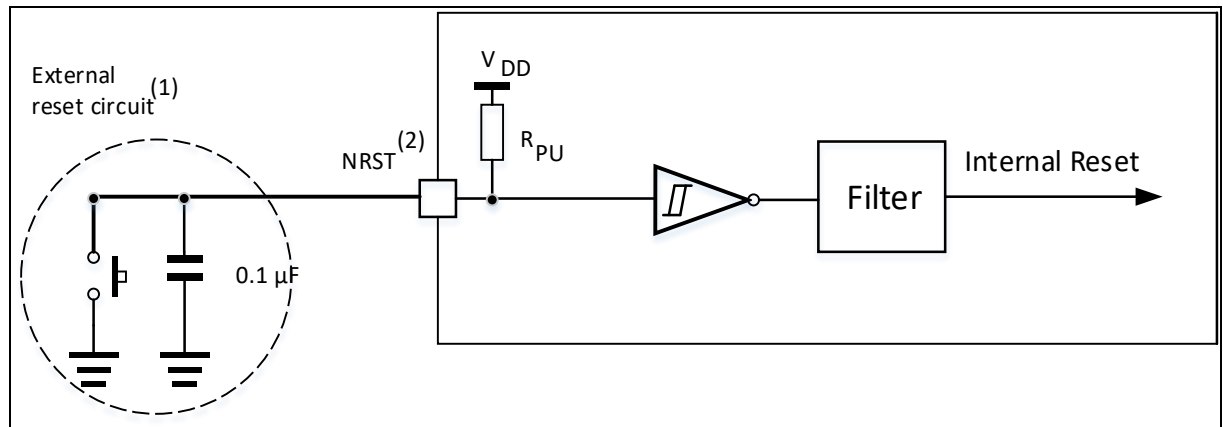 External
reset circuit(1)
VDD
RPU
NRST(2)
0.1 µF
Filter
Internal Reset